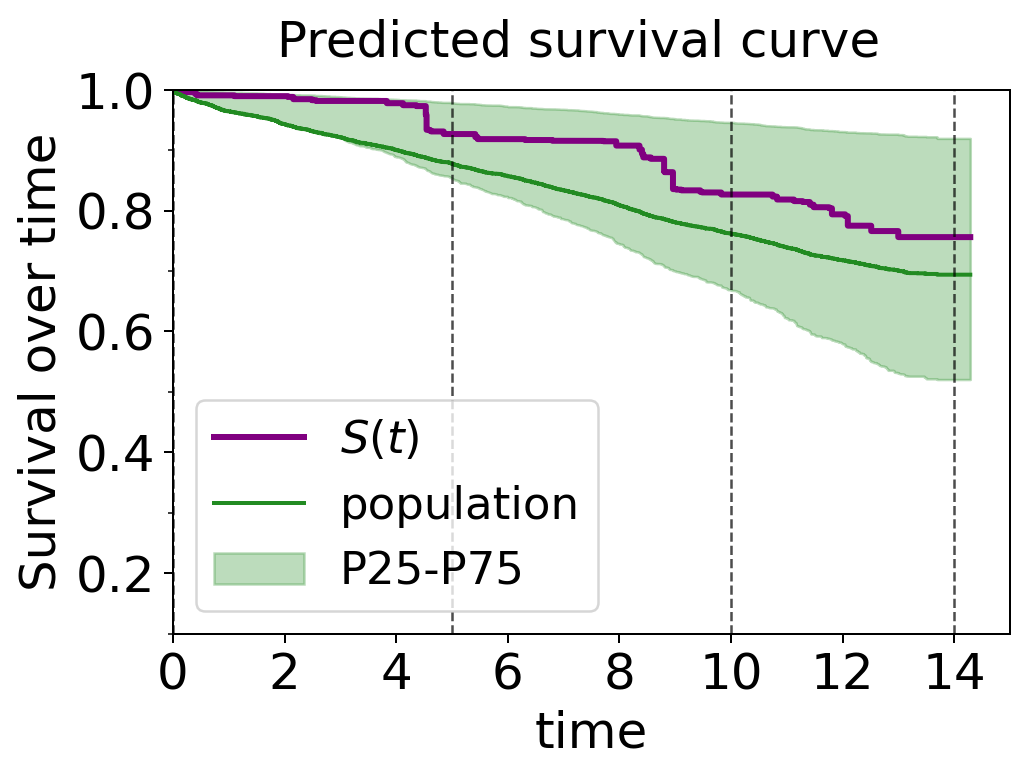 Predicted survival curve
Survival over time
1.0
0.8
0.6
0.4
0.2
S(t)
population
P25-P75
0 2 4 6 8 10 12 14
time